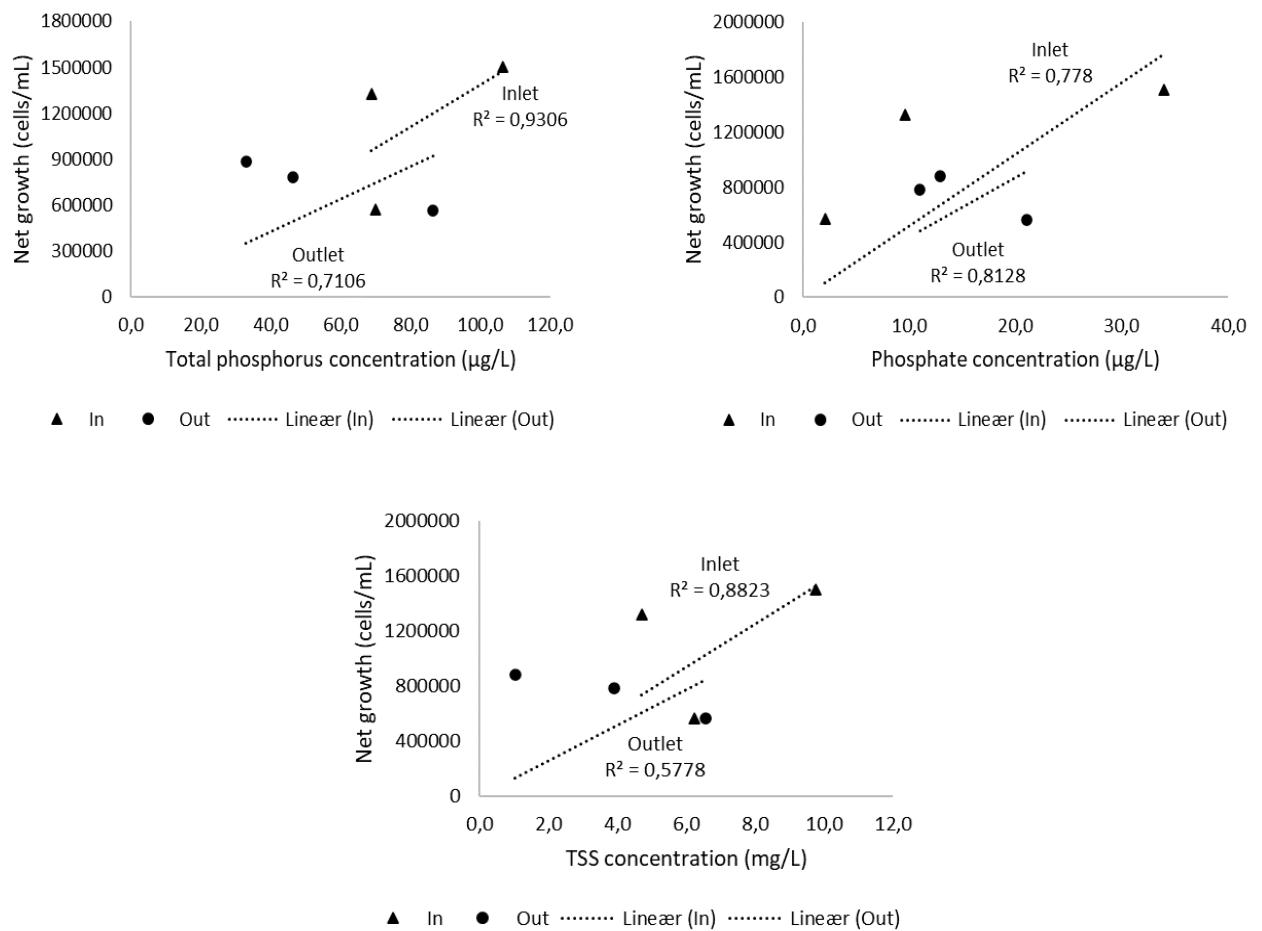 1800000
1500000
1200000
900000
600000
300000
0
Net growth (cells/mL)
Inlet
R² = 0,9306
Outlet
R² = 0,7106
0,0 20,0 40,0 60,0 80,0 100,0 120,0
Total phosphorus concentration (µg/L)
In Out Lineær (In) Lineær (Out)
2000000
1600000
1200000
800000
400000
0
Net growth (cells/mL)
Inlet
R² = 0,778
Outlet
R² = 0,8128
0,0 10,0 20,0 30,0 40,0
Phosphate concentration (µg/L)
In Out Lineær (In) Lineær (Out)
2000000
1600000
1200000
800000
400000
0
Net growth (cells/mL)
Inlet
R² = 0,8823
Outlet
R² = 0,5778
0,0 2,0 4,0 6,0 8,0 10,0 12,0
TSS concentration (mg/L)
In Out Lineær (In) Lineær (Out)